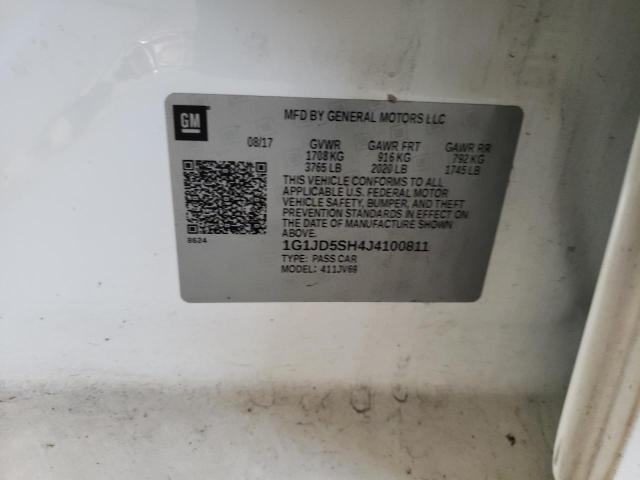 GM
MFD BY GENERAL MOTORS LLC
08/17 GVWR GAWR FRT GAWR RR
1708 KG 916 KG 792 KG
3765 LB 2020 LB 1745 LB
THIS VEHICLE CONFORMS TO ALL
APPLICABLE U.S. FEDERAL MOTOR
VEHICLE SAFETY, BUMPER, AND THEFT
PREVENTION STANDARDS IN EFFECT ON
THE DATE OF MANUFACTURE SHOWN
ABOVE.
1G1JD5SH4J4100811
8624
TYPE: PASS CAR
MODEL: 411JV69